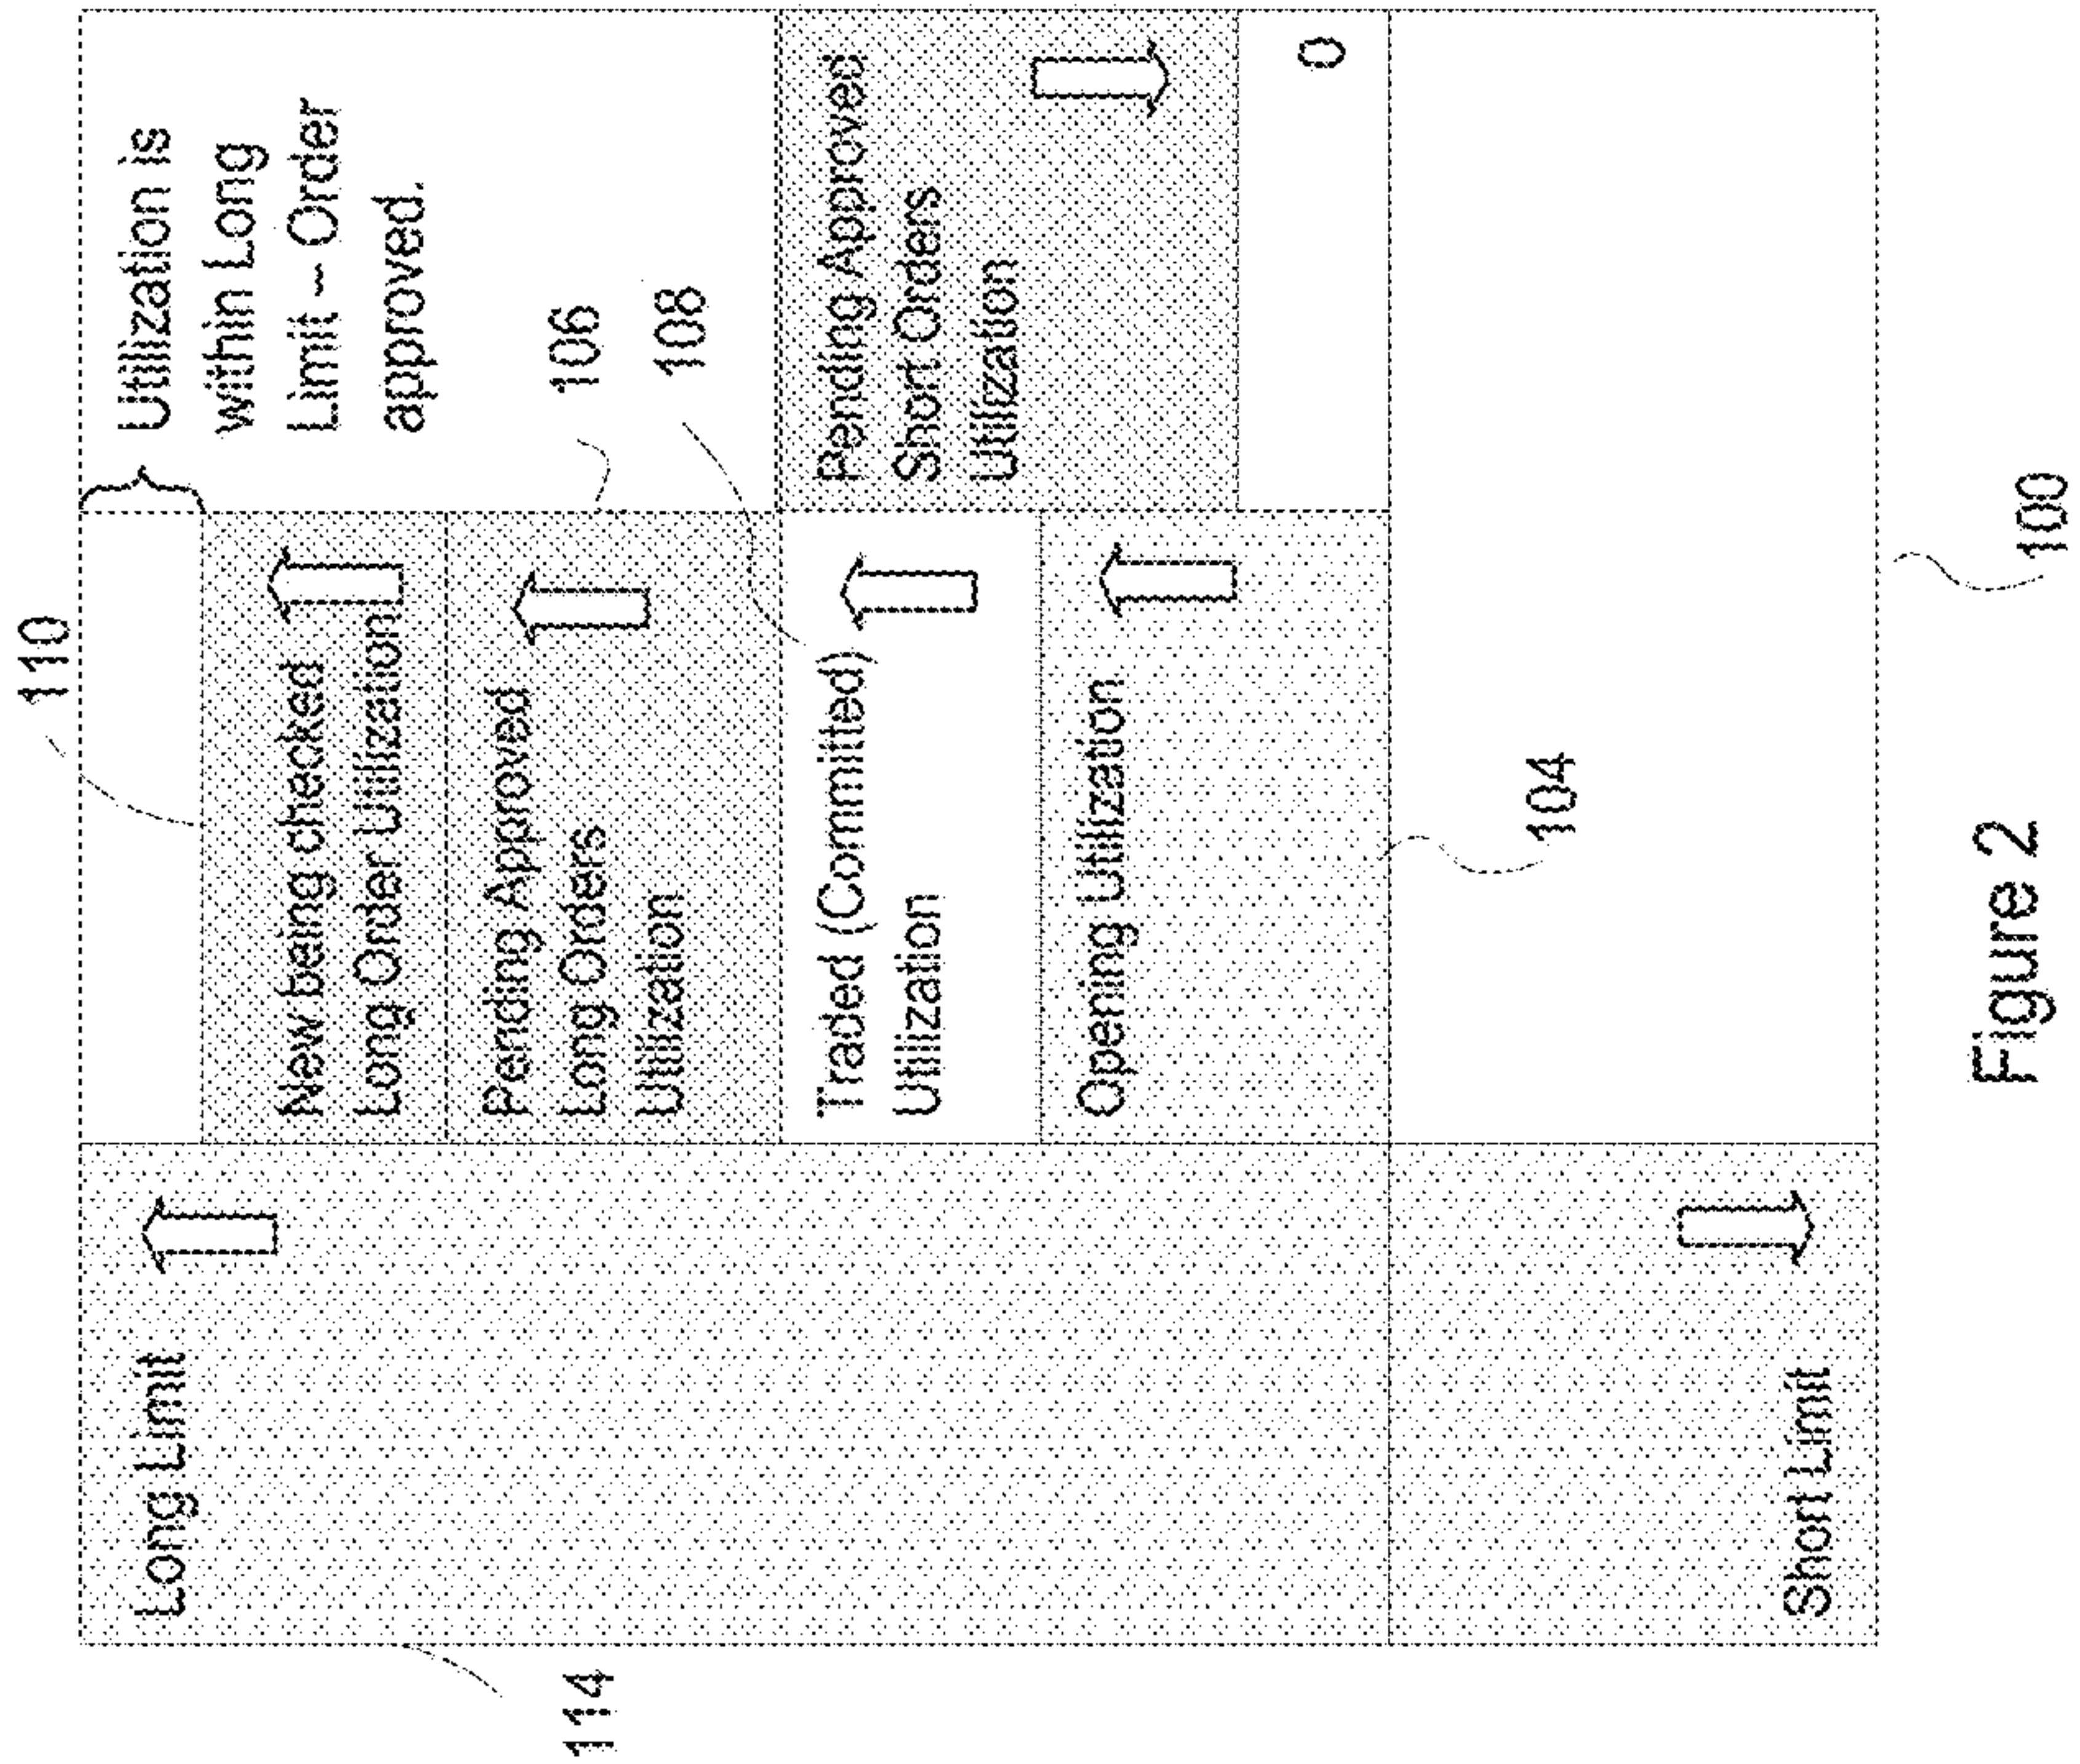 110
Long Limit
Utilization is
within Long
Limit – Order
approved.
New being checked
Long Order Utilization.
Pending Approved
Long Orders
Utilization
106
108
114
Traded (Committed)
Utilization
Pending Approves
Short Orders
Utilization
Opening Utilization
0
104
Short Limit
100
Figure 2